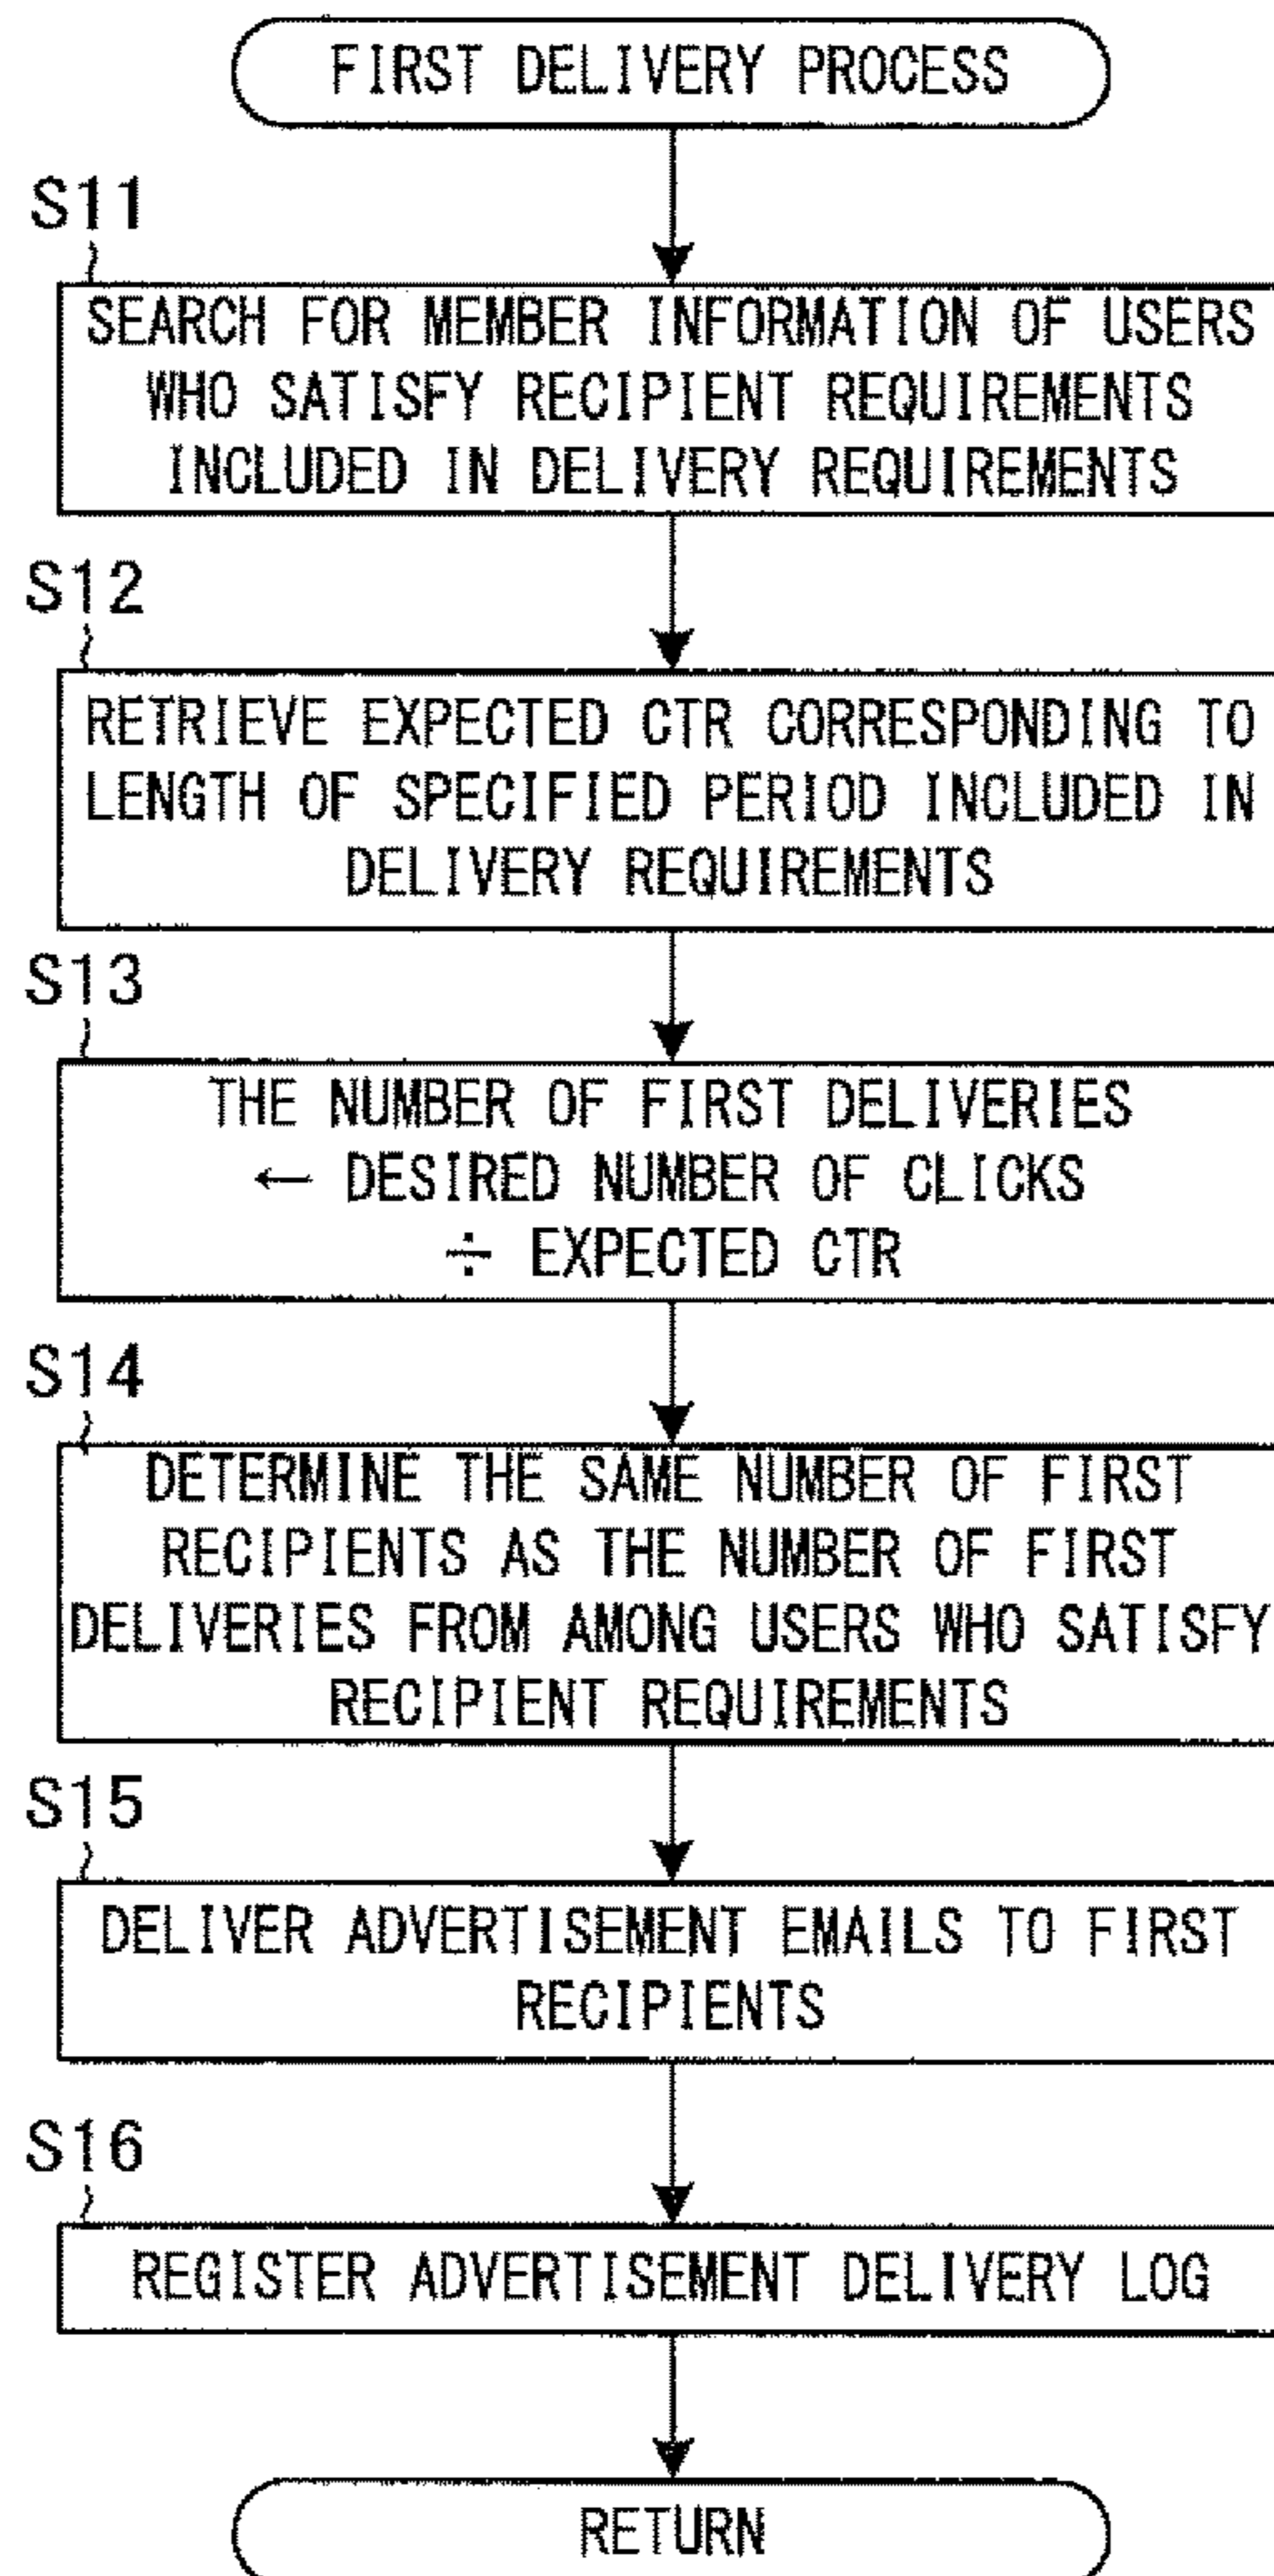 FIRST DELIVERY PROCESS
S11
SEARCH FOR MEMBER INFORMATION OF USERS
WHO SATISFY RECIPIENT REQUIREMENTS
INCLUDED IN DELIVERY REQUIREMENTS
S12
RETRIEVE EXPECTED CTR CORRESPONDING TO
LENGTH OF SPECIFIED PERIOD INCLUDED IN
DELIVERY REQUIREMENTS
S13
THE NUMBER OF FIRST DELIVERIES
← DESIRED NUMBER OF CLICKS
÷ EXPECTED CTR
S14
DETERMINE THE SAME NUMBER OF FIRST
RECIPIENTS AS THE NUMBER OF FIRST
DELIVERIES FROM AMONG USERS WHO SATISFY
RECIPIENT REQUIREMENTS
S15
DELIVER ADVERTISEMENT EMAILS TO FIRST
RECIPIENTS
S16
REGISTER ADVERTISEMENT DELIVERY LOG
RETURN